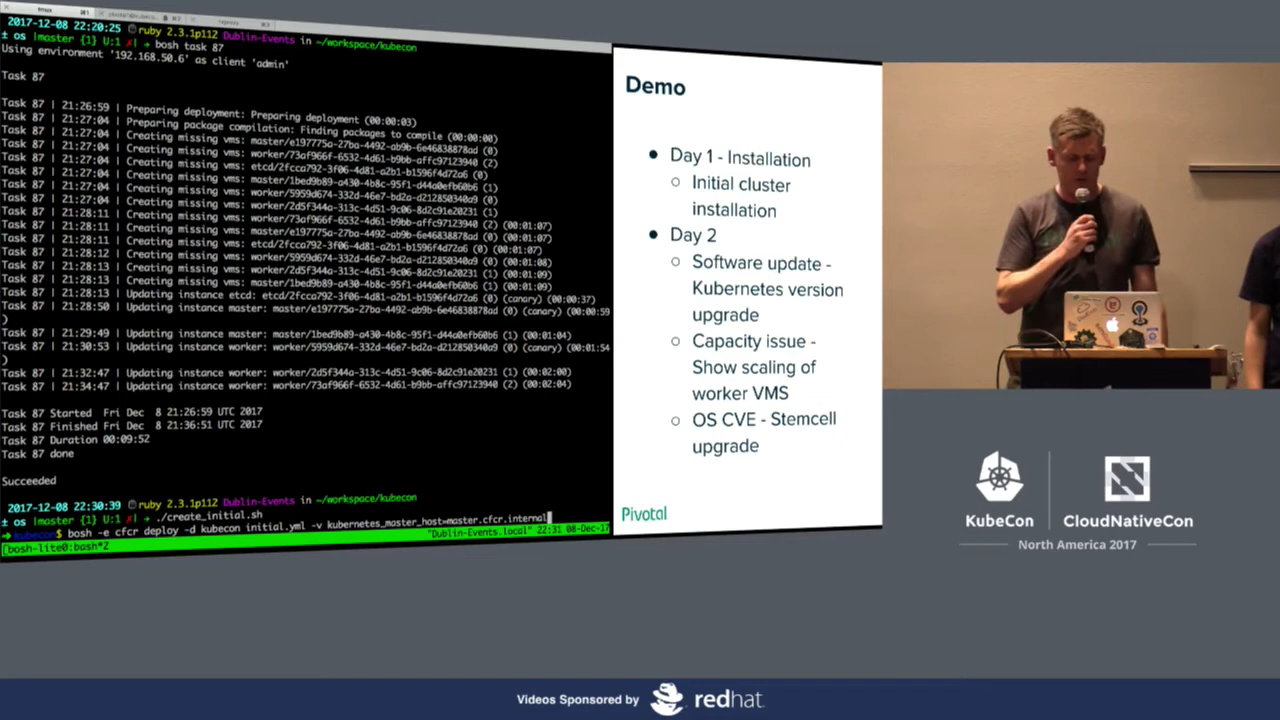 2017-12-08 22:20:25 ruby 2.3.1p112 Dublin-Events in ~/workspace/kubecon
± os |master {1} U:1 ✗| → bosh task 87
Using environment '192.168.50.6' as client 'admin'
Task 87
Task 87 | 21:26:59 | Preparing deployment: Preparing deployment (00:00:03)
Task 87 | 21:27:04 | Preparing package compilation: Finding packages to compile (00:00:00)
Task 87 | 21:27:04 | Creating missing vms: master/e197775a-27ba-4492-ab9b-6e46838878ad (0)
Task 87 | 21:27:04 | Creating missing vms: worker/73af966f-6532-4d61-b9bb-affc97123940 (2)
Task 87 | 21:27:04 | Creating missing vms: etcd/2fcca792-3f06-4d81-a2b1-b1596f4d72a6 (0)
Task 87 | 21:27:04 | Creating missing vms: master/1bed9b89-a430-4b8c-95f1-d44a0efb60b6 (1)
Task 87 | 21:27:04 | Creating missing vms: worker/5959d674-332d-46e7-bd2a-d212850340a9 (0)
Task 87 | 21:27:04 | Creating missing vms: worker/2d5f344a-313c-4d51-9c06-8d2c91e20231 (1)
Task 87 | 21:28:11 | Creating missing vms: worker/73af966f-6532-4d61-b9bb-affc97123940 (2) (00:01:07)
Task 87 | 21:28:11 | Creating missing vms: master/e197775a-27ba-4492-ab9b-6e46838878ad (0) (00:01:07)
Task 87 | 21:28:11 | Creating missing vms: etcd/2fcca792-3f06-4d81-a2b1-b1596f4d72a6 (0) (00:01:07)
Task 87 | 21:28:12 | Creating missing vms: worker/5959d674-332d-46e7-bd2a-d212850340a9 (0) (00:01:08)
Task 87 | 21:28:13 | Creating missing vms: worker/2d5f344a-313c-4d51-9c06-8d2c91e20231 (1) (00:01:09)
Task 87 | 21:28:13 | Creating missing vms: master/1bed9b89-a430-4b8c-95f1-d44a0efb60b6 (1) (00:01:09)
Task 87 | 21:28:13 | Updating instance etcd: etcd/2fcca792-3f06-4d81-a2b1-b1596f4d72a6 (0) (canary) (00:00:37)
Task 87 | 21:28:50 | Updating instance master: master/e197775a-27ba-4492-ab9b-6e46838878ad (0) (canary) (00:00:59
)
Task 87 | 21:29:49 | Updating instance master: master/1bed9b89-a430-4b8c-95f1-d44a0efb60b6 (1) (00:01:04)
Task 87 | 21:30:53 | Updating instance worker: worker/5959d674-332d-46e7-bd2a-d212850340a9 (0) (canary) (00:01:54
)
Task 87 | 21:32:47 | Updating instance worker: worker/2d5f344a-313c-4d51-9c06-8d2c91e20231 (1) (00:02:00)
Task 87 | 21:34:47 | Updating instance worker: worker/73af966f-6532-4d61-b9bb-affc97123940 (2) (00:02:04)
Task 87 Started Fri Dec 8 21:26:59 UTC 2017
Task 87 Finished Fri Dec 8 21:36:51 UTC 2017
Task 87 Duration 00:09:52
Task 87 done
Succeeded
2017-12-08 22:30:39 ruby 2.3.1p112 Dublin-Events in ~/workspace/kubecon
± os |master {1} U:1 ✗| → ./create_initial.sh
→ kubecon$ bosh -e cfcr deploy -d kubecon initial.yml -v kubernetes_master_host=master.cfcr.internal
[bosh-lite0:bash*Z "Dublin-Events.local" 22:31 08-Dec-17
Demo
● Day 1 - Installation
○ Initial cluster
installation
● Day 2
○ Software update -
Kubernetes version
upgrade
○ Capacity issue -
Show scaling of
worker VMS
○ OS CVE - Stemcell
upgrade
Pivotal
KubeCon
CloudNativeCon
North America 2017
Videos Sponsored by
redhat.